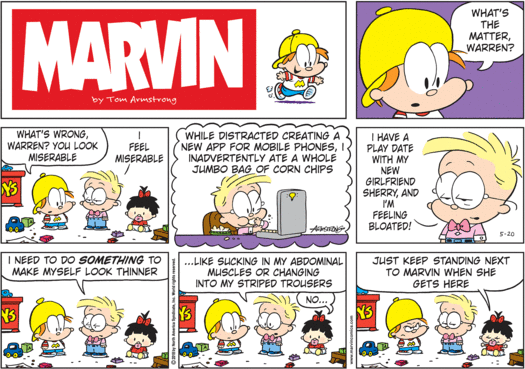 MARVIN
by Tom Armstrong
WHAT'S
THE
MATTER,
WARREN?
WHAT'S WRONG,
WARREN? YOU LOOK
MISERABLE
I
FEEL
MISERABLE
WHILE DISTRACTED CREATING A
NEW APP FOR MOBILE PHONES, I
INADVERTENTLY ATE A WHOLE
JUMBO BAG OF CORN CHIPS
ARMSTRONG
I HAVE A
PLAY DATE
WITH MY
NEW
GIRLFRIEND
SHERRY, AND
I'M
FEELING
BLOATED!
5-20
I NEED TO DO SOMETHING TO
MAKE MYSELF LOOK THINNER
...LIKE SUCKING IN MY ABDOMINAL
MUSCLES OR CHANGING
INTO MY STRIPED TROUSERS
NO...
JUST KEEP STANDING NEXT
TO MARVIN WHEN SHE
GETS HERE